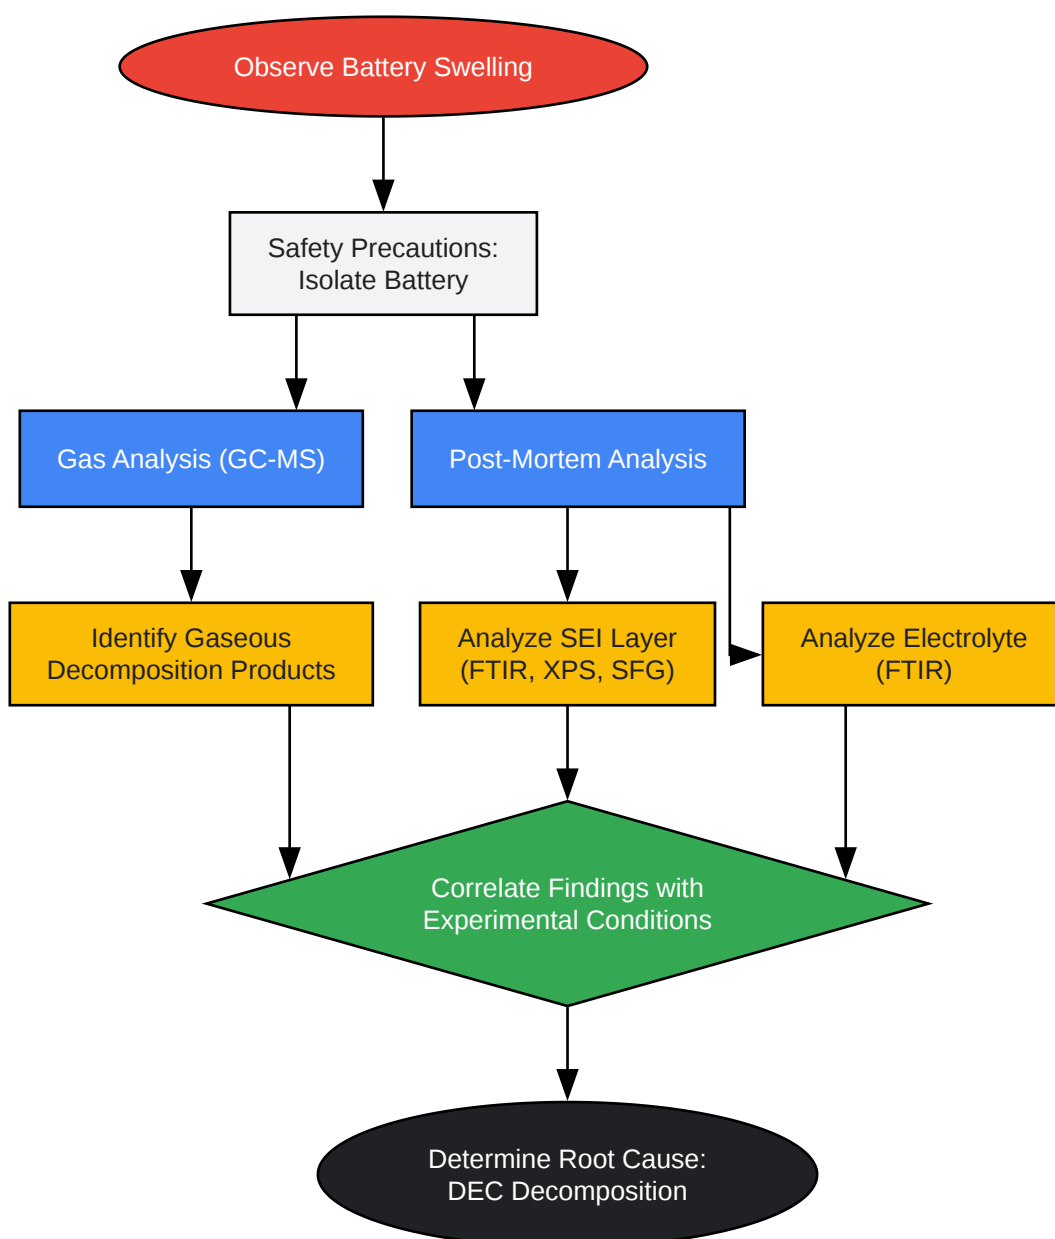 Observe Battery Swelling
Safety Precautions:
Isolate Battery
Gas Analysis (GC-MS)
Post-Mortem Analysis
Identify Gaseous
Decomposition Products
Analyze SEI Layer
(FTIR, XPS, SFG)
Analyze Electrolyte
(FTIR)
Correlate Findings with
Experimental Conditions
Determine Root Cause:
DEC Decomposition